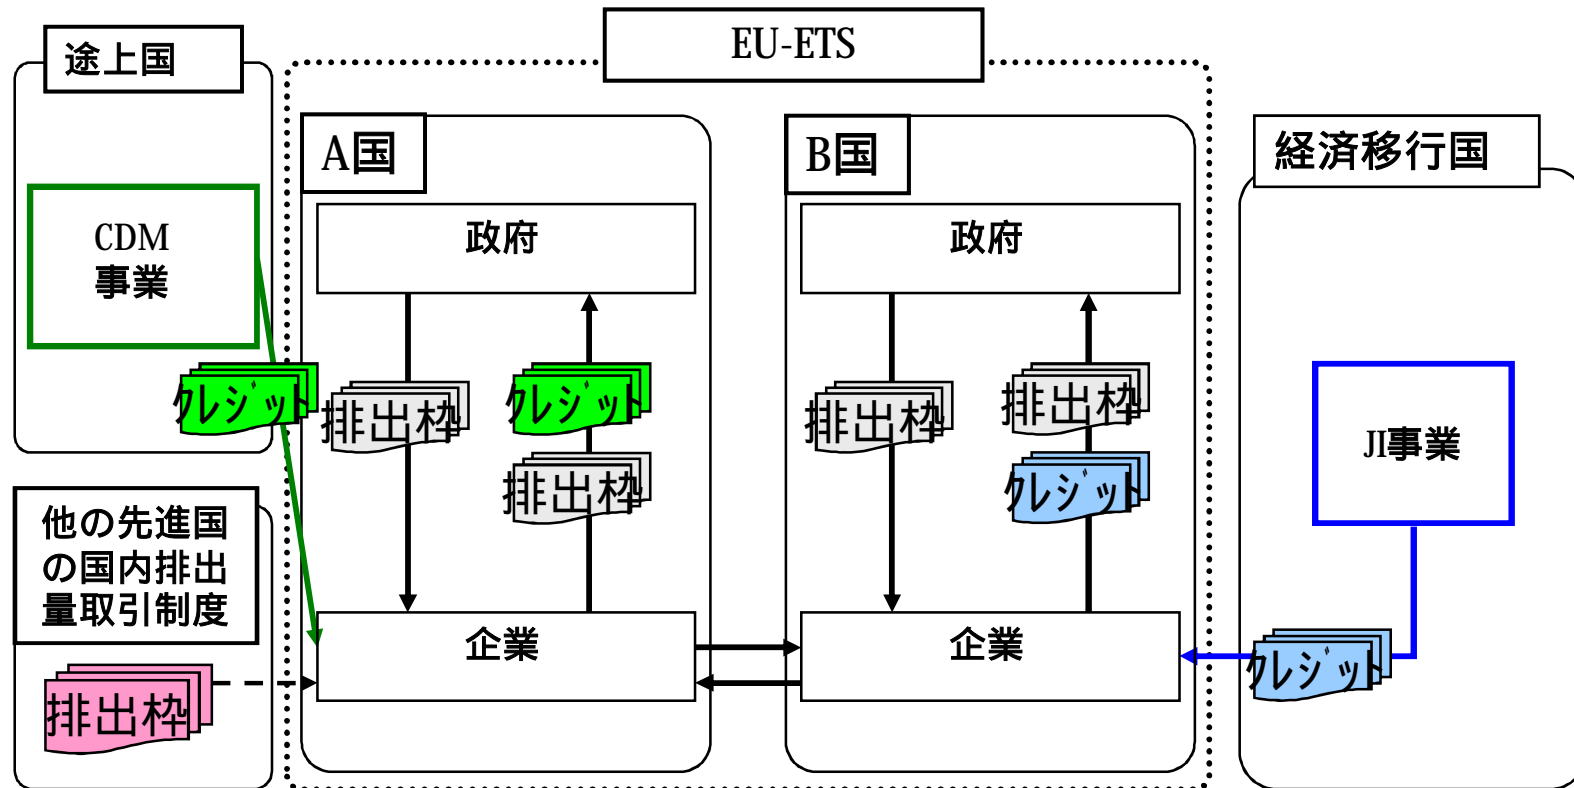 EU-ETS
途上国
CDM
事業
クレジット
他の先進国
の国内排出
量取引制度
排出枠
A国
政府
排出枠
クレジット
排出枠
企業
B国
政府
排出枠
排出枠
クレジット
企業
経済移行国
JI事業
クレジット